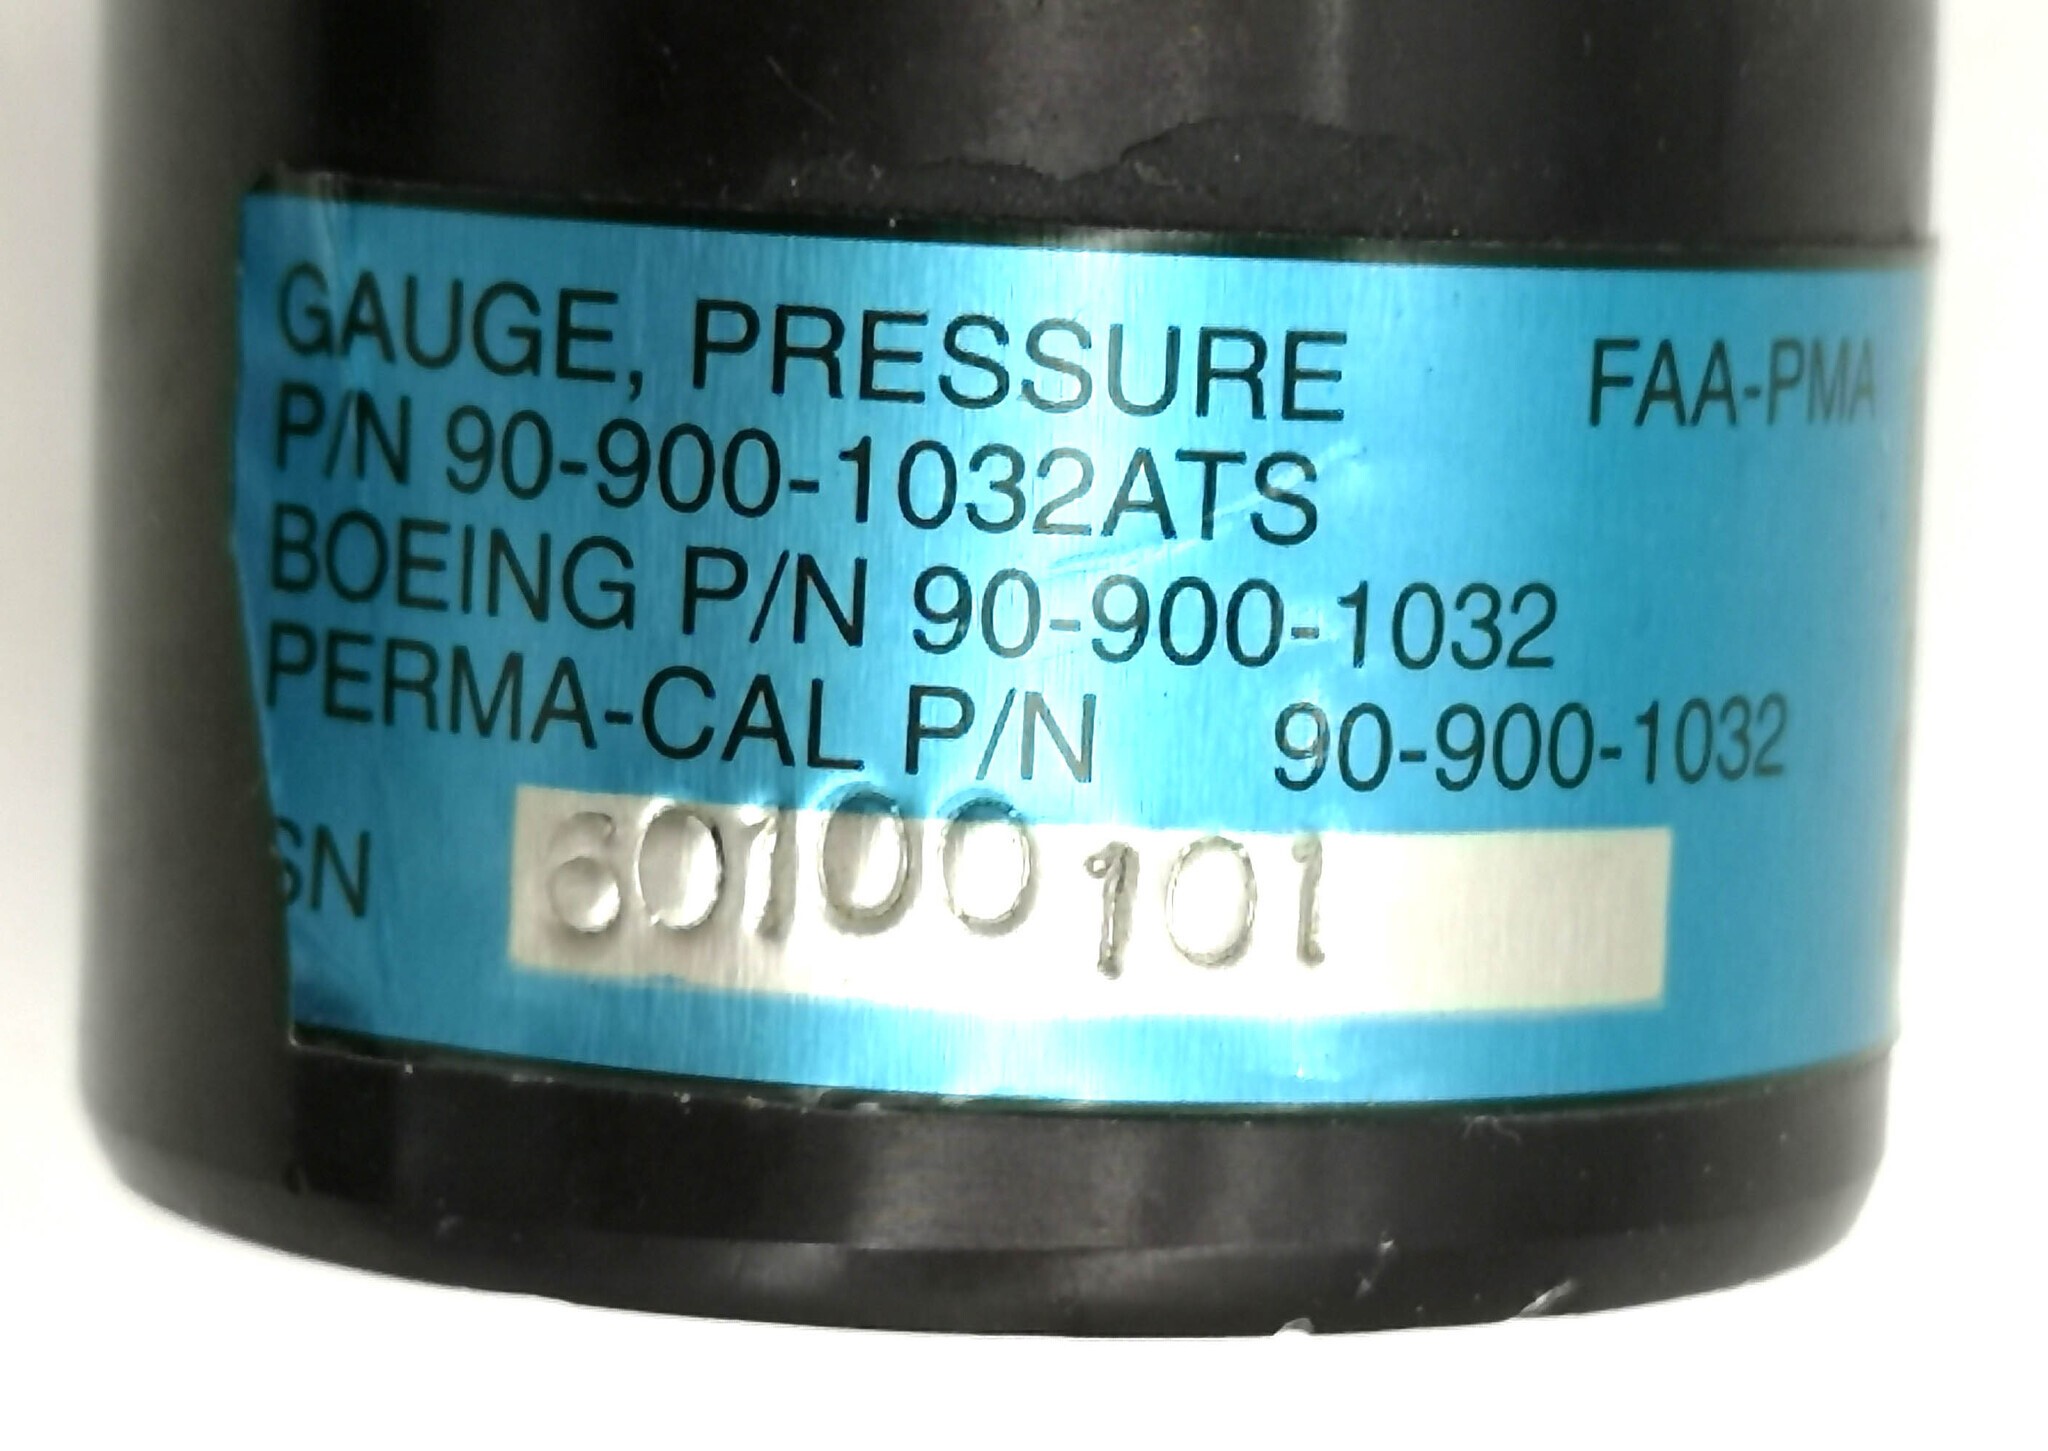 GAUGE, PRESSURE FAA-PMA
P/N 90-900-1032ATS
BOEING P/N 90-900-1032
PERMA-CAL P/N 90-900-1032
SN 60100101